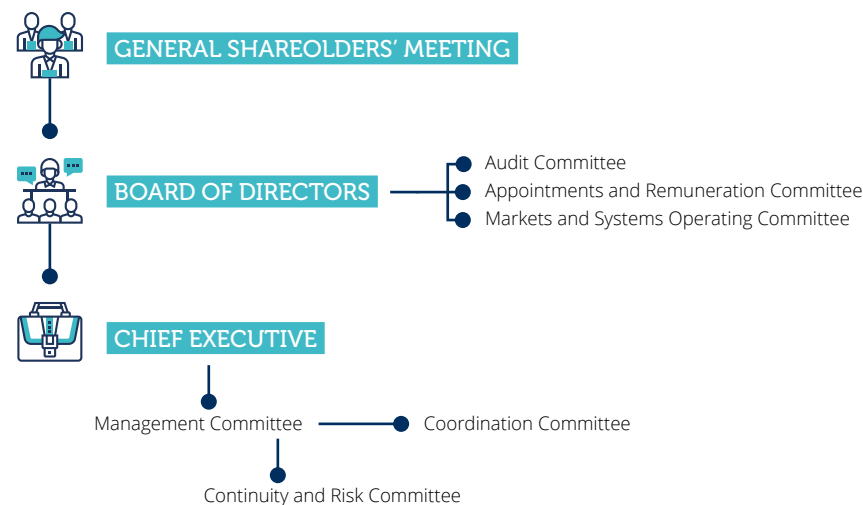 GENERAL SHAREOLDERS' MEETING
BOARD OF DIRECTORS
Audit Committee
Appointments and Remuneration Committee
Markets and Systems Operating Committee
CHIEF EXECUTIVE
Management Committee
Coordination Committee
Continuity and Risk Committee